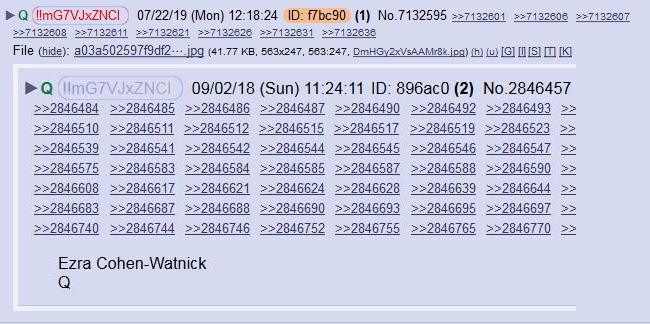 ▶Q !!mG7VJxZNCI 07/22/19 (Mon) 12:18:24 ID: f7bc90 (1) No.7132595 >>7132601 >>7132606 >>7132607
>>7132608 >>7132611 >>7132621 >>7132626 >>7132631 >>7132636
File (hide): a03a502597f9df2⋯.jpg (41.77 KB, 563x247, 563:247, DmHGy2xVsAAMr8k.jpg) (h) (u) [G] [I] [S] [T] [K]
▶Q !!mG7VJxZNCI 09/02/18 (Sun) 11:24:11 ID: 896ac0 (2) No.2846457
>>2846484 >>2846485 >>2846486 >>2846487 >>2846490 >>2846492 >>2846493 >>
>>2846510 >>2846511 >>2846512 >>2846515 >>2846517 >>2846519 >>2846523 >>
>>2846539 >>2846541 >>2846542 >>2846544 >>2846545 >>2846546 >>2846547 >>
>>2846575 >>2846583 >>2846584 >>2846585 >>2846587 >>2846588 >>2846590 >>
>>2846608 >>2846617 >>2846621 >>2846624 >>2846628 >>2846639 >>2846644 >>
>>2846683 >>2846687 >>2846688 >>2846690 >>2846693 >>2846695 >>2846697 >>
>>2846740 >>2846744 >>2846746 >>2846752 >>2846755 >>2846765 >>2846770 >>
Ezra Cohen-Watnick
Q